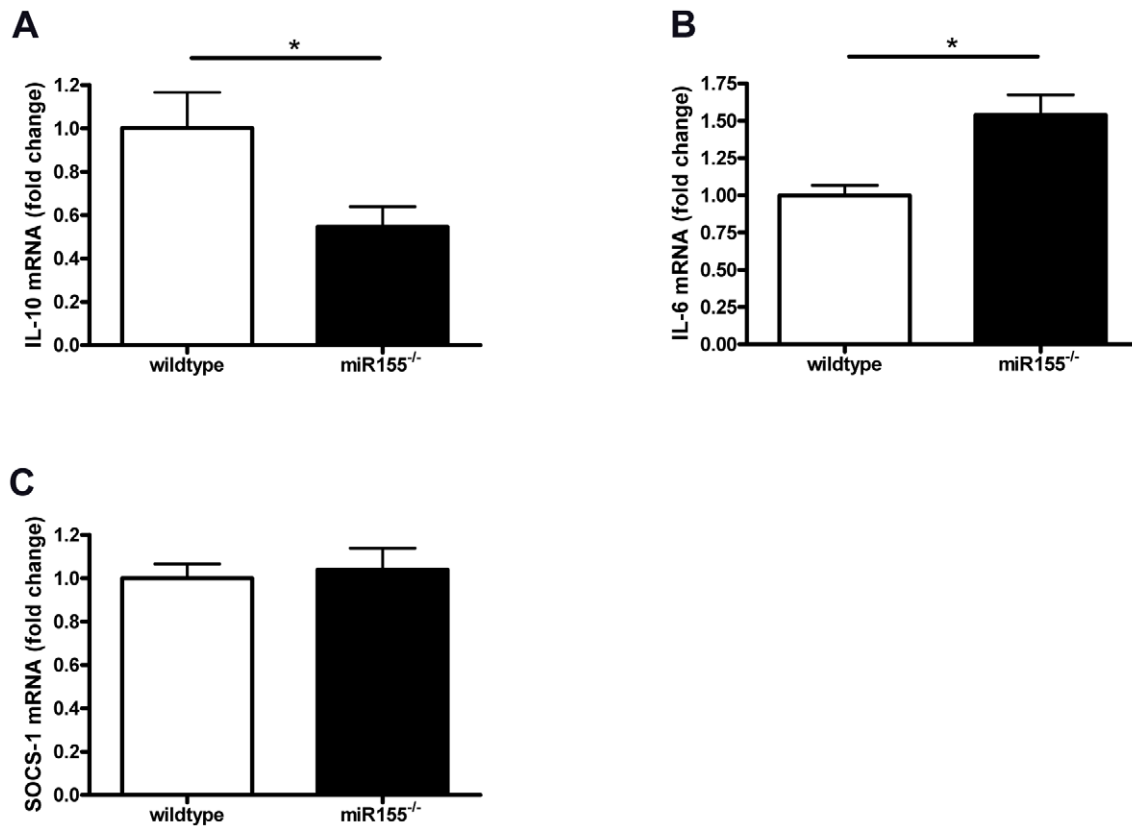 A
*
IL-10 mRNA (fold change)
1.2
1.0
0.8
0.6
0.4
0.2
0.0
wildtype
miR155-/-
B
*
IL-6 mRNA (fold change)
1.75
1.50
1.25
1.00
0.75
0.50
0.25
0.00
wildtype
miR155-/-
C
SOCS-1 mRNA (fold change)
1.2
1.0
0.8
0.6
0.4
0.2
0.0
wildtype
miR155-/-